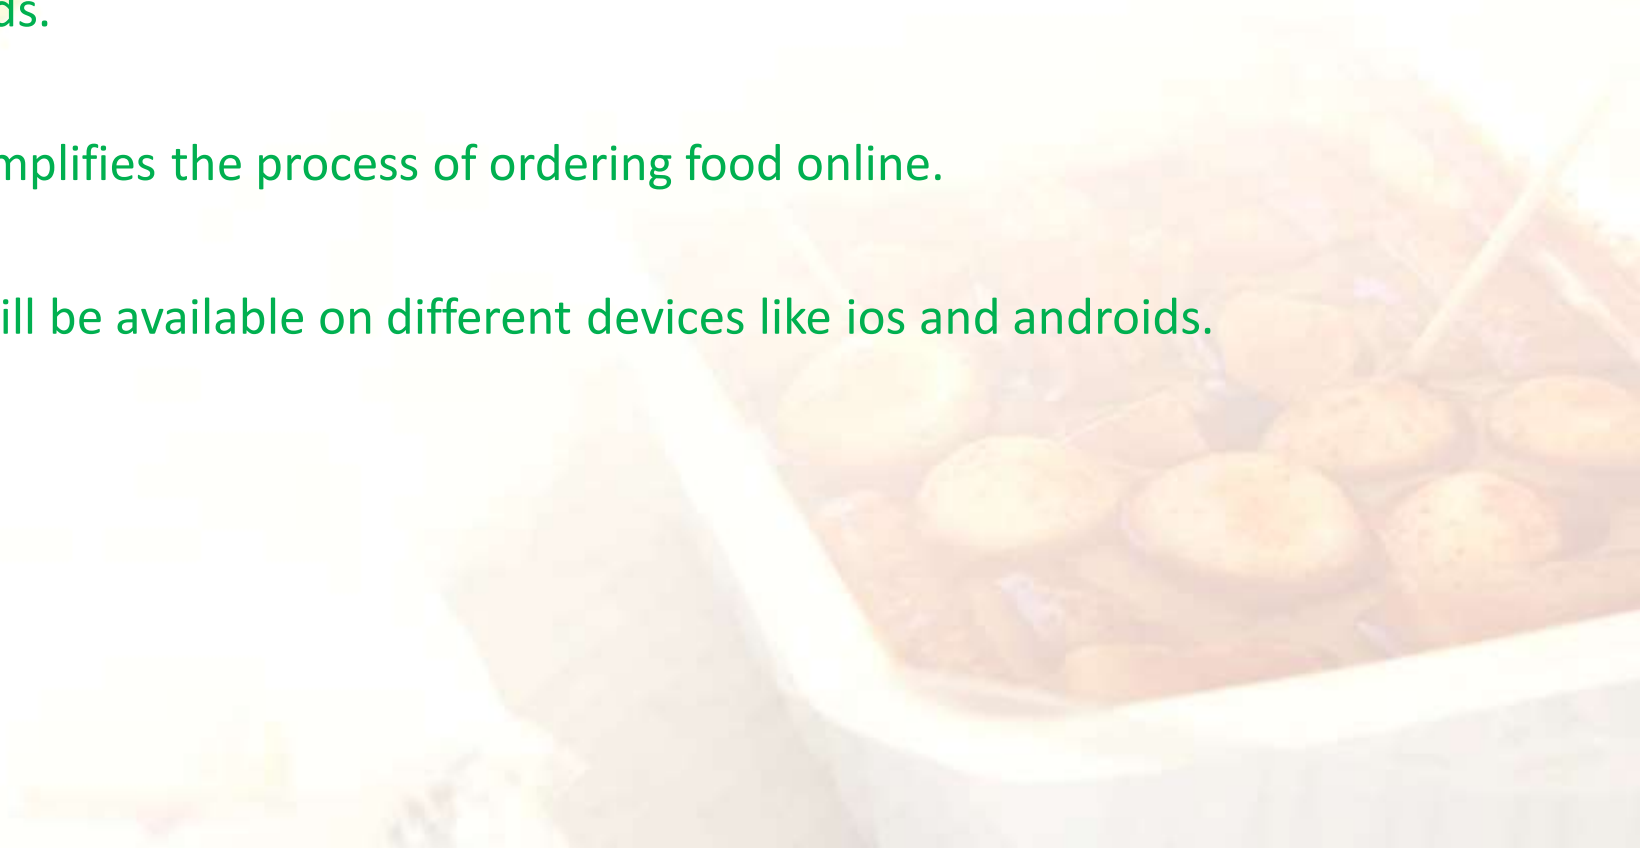 ds.
mplifies the process of ordering food online.
ill be available on different devices like ios and androids.